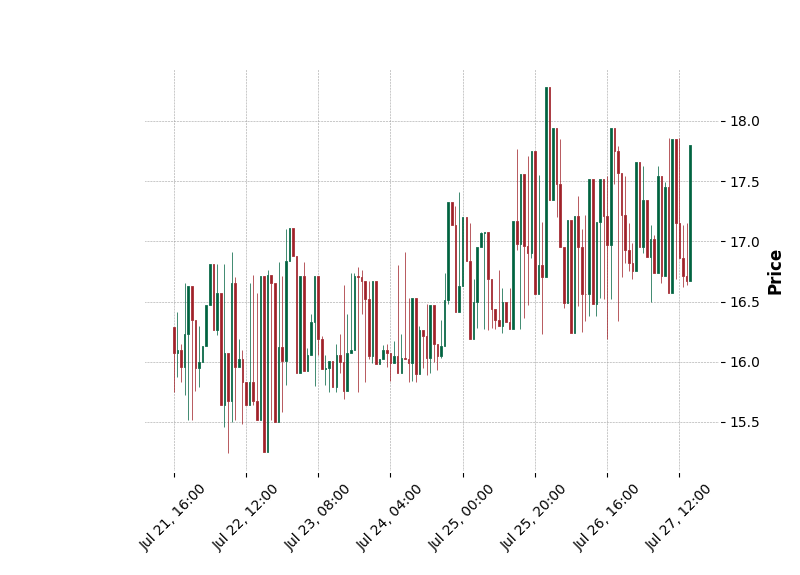 18.0
17.5
17.0
16.5
16.0
15.5
Price
Jul 21, 16:00
Jul 22, 12:00
Jul 23, 08:00
Jul 24, 04:00
Jul 25, 00:00
Jul 25, 20:00
Jul 26, 16:00
Jul 27, 12:00